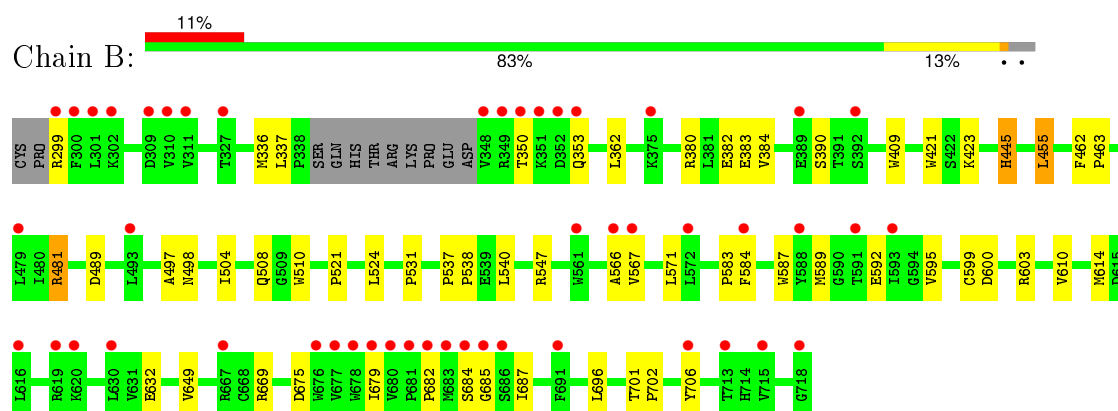 11%
Chain B:
83% 13% • •
CYS PRO R299 F300 L301 K302 D309 V310 V311 T327 M336 L337 P338 SER GLN HIS THR ARG LYS PRO GLU ASP V348 R349 T350 K351 D352 Q353 L362 K375 R380 L381 E382 E383 V384 E389 S390 T391 S392 W409 W421 S422 K423 H445 L455 F462 P463
L479 I480 R481 D489 L493 A497 N498 I504 Q508 G509 W510 P521 L524 P531 P537 P538 E539 L540 R547 W561 A566 V567 L571 L572 P583 F584 W587 Y588 M589 G590 T591 E592 I593 G594 V595 C599 D600 R603 V610 M614 D615
L616 R619 K620 L630 V631 E632 V649 R667 C668 R669 D675 W676 V677 W678 I679 V680 P681 P682 M683 S684 G685 S686 I687 F691 L696 T701 P702 Y706 T713 H714 V715 G718